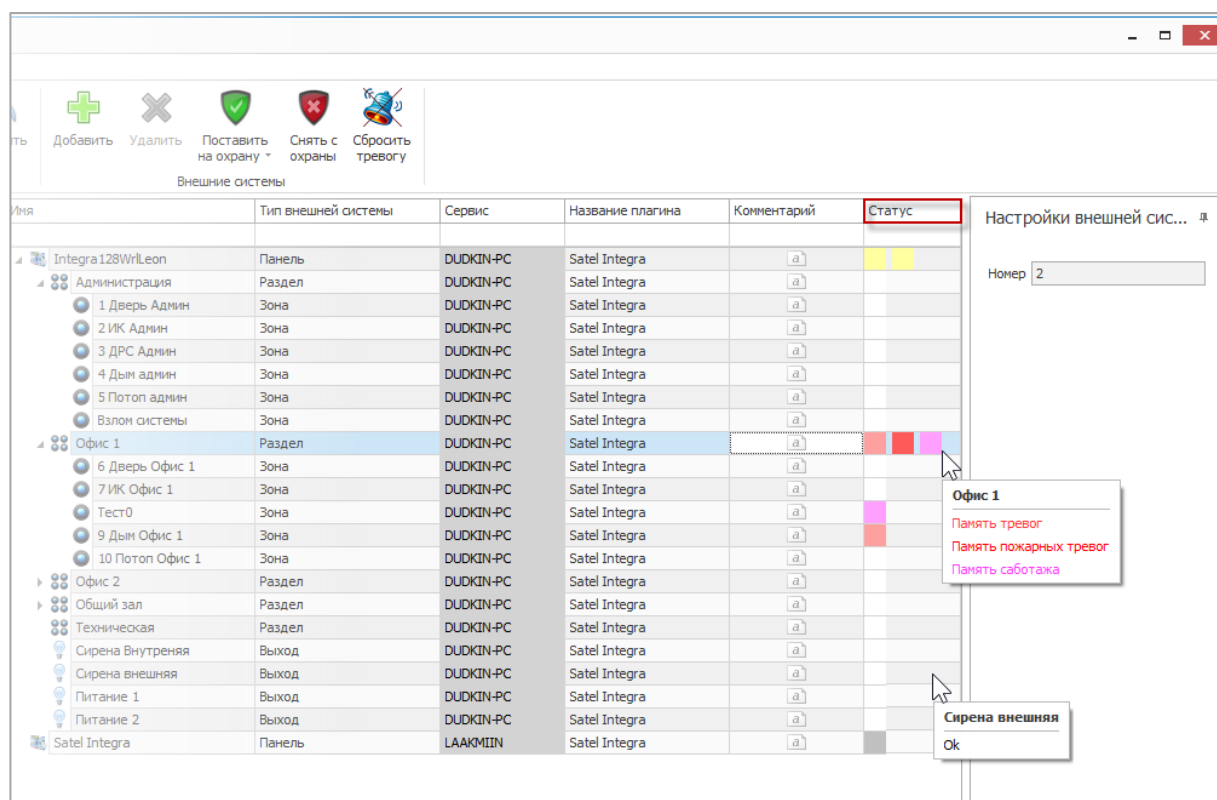 ть Добавить Удалить Поставить на охрану Снять с охраны Сбросить тревогу
Внешние системы
Имя Тип внешней системы Сервис Название плагина Комментарий Статус
Настройки внешней сис...
Номер 2
Integra128WrlLeon Панель DUDKIN-PC Satel Integra a
Администрация Раздел DUDKIN-PC Satel Integra a
1 Дверь Админ Зона DUDKIN-PC Satel Integra a
2 ИК Админ Зона DUDKIN-PC Satel Integra a
3 ДРС Админ Зона DUDKIN-PC Satel Integra a
4 Дым админ Зона DUDKIN-PC Satel Integra a
5 Потоп админ Зона DUDKIN-PC Satel Integra a
Взлом системы Зона DUDKIN-PC Satel Integra a
Офис 1 Раздел DUDKIN-PC Satel Integra a
6 Дверь Офис 1 Зона DUDKIN-PC Satel Integra a
7 ИК Офис 1 Зона DUDKIN-PC Satel Integra a
Тест0 Зона DUDKIN-PC Satel Integra a
9 Дым Офис 1 Зона DUDKIN-PC Satel Integra a
10 Потоп Офис 1 Зона DUDKIN-PC Satel Integra a
Офис 2 Раздел DUDKIN-PC Satel Integra a
Общий зал Раздел DUDKIN-PC Satel Integra a
Техническая Раздел DUDKIN-PC Satel Integra a
Сирена Внутреняя Выход DUDKIN-PC Satel Integra a
Сирена внешняя Выход DUDKIN-PC Satel Integra a
Питание 1 Выход DUDKIN-PC Satel Integra a
Питание 2 Выход DUDKIN-PC Satel Integra a
Satel Integra Панель LAAKMIIN Satel Integra a
Офис 1
Память тревог
Память пожарных тревог
Память саботажа
Сирена внешняя
Ok